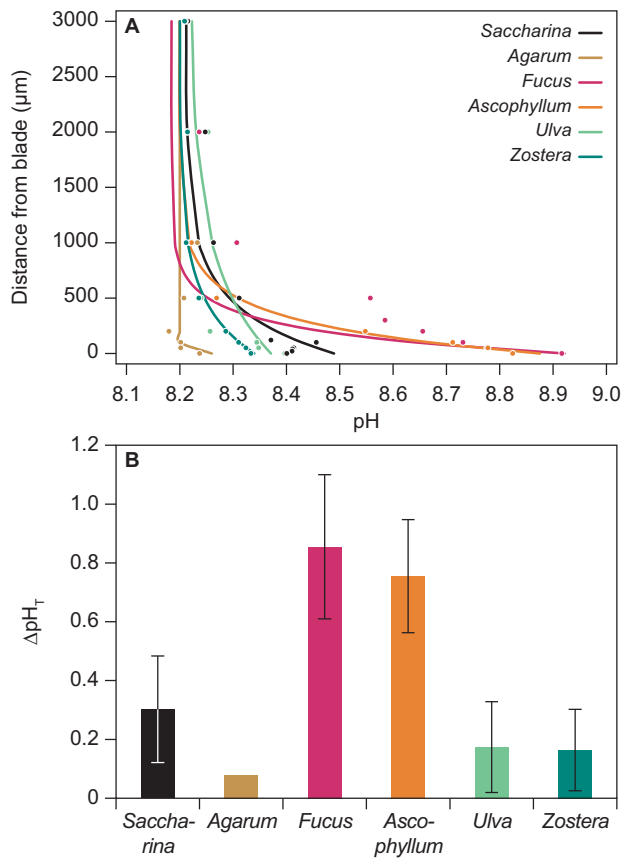 A
3000
2500
2000
1500
1000
500
0
Distance from blade (µm)
Saccharina
Agarum
Fucus
Ascophyllum
Ulva
Zostera
8.1 8.2 8.3 8.4 8.5 8.6 8.7 8.8 8.9 9.0
pH
B
1.2
1.0
0.8
0.6
0.4
0.2
0
ΔpH_T
Saccha-
rina
Agarum
Fucus
Asco-
phyllum
Ulva
Zostera